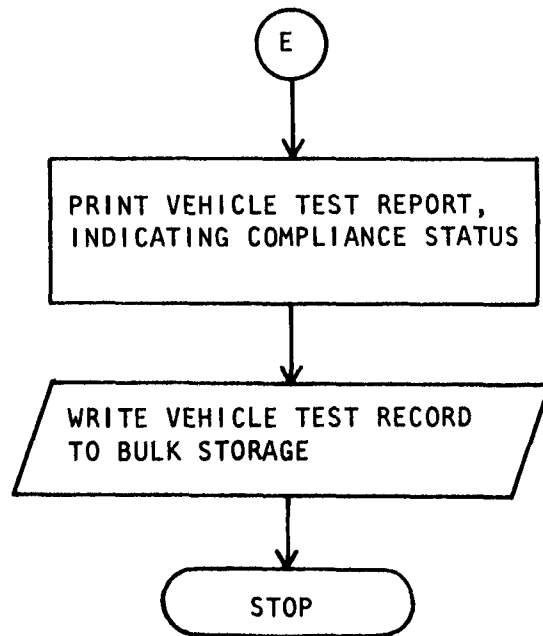 E
PRINT VEHICLE TEST REPORT,
INDICATING COMPLIANCE STATUS
WRITE VEHICLE TEST RECORD
TO BULK STORAGE
STOP